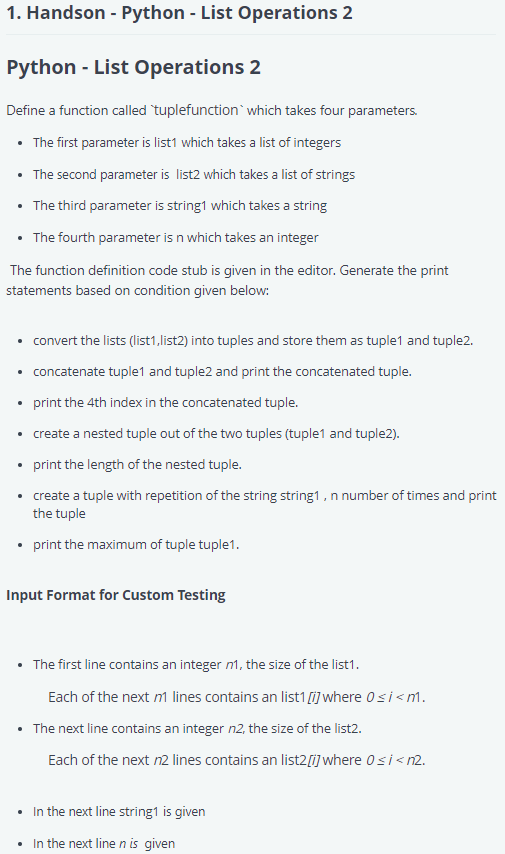 1. Handson - Python - List Operations 2
Python - List Operations 2
Define a function called `tuplefunction` which takes four parameters.
• The first parameter is list1 which takes a list of integers
• The second parameter is list2 which takes a list of strings
• The third parameter is string1 which takes a string
• The fourth parameter is n which takes an integer
The function definition code stub is given in the editor. Generate the print
statements based on condition given below:
• convert the lists (list1,list2) into tuples and store them as tuple1 and tuple2.
• concatenate tuple1 and tuple2 and print the concatenated tuple.
• print the 4th index in the concatenated tuple.
• create a nested tuple out of the two tuples (tuple1 and tuple2).
• print the length of the nested tuple.
• create a tuple with repetition of the string string1 , n number of times and print
the tuple
• print the maximum of tuple tuple1.
Input Format for Custom Testing
• The first line contains an integer n1, the size of the list1.
Each of the next n1 lines contains an list1[i] where 0 ≤ i < n1.
• The next line contains an integer n2, the size of the list2.
Each of the next n2 lines contains an list2[i] where 0 ≤ i < n2.
• In the next line string1 is given
• In the next line n is given